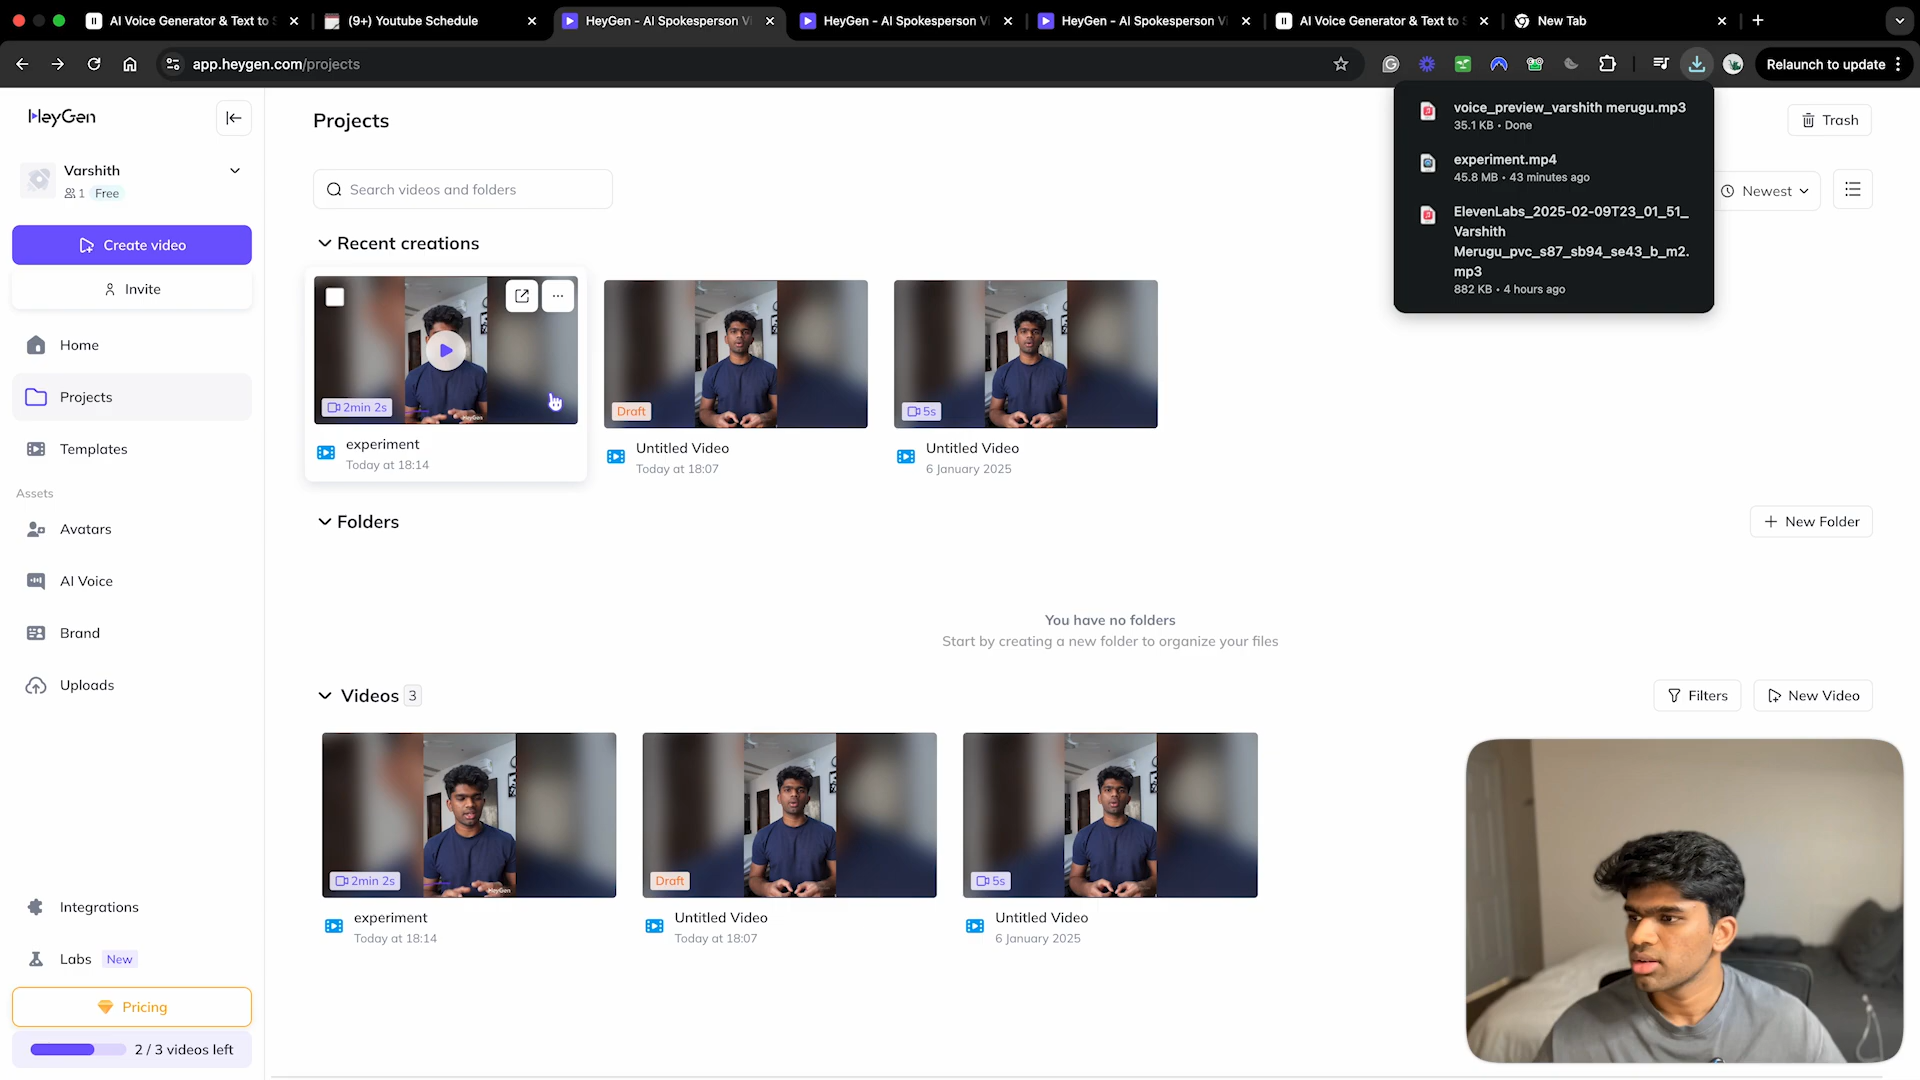 AI Voice Generator & Text to S
(9+) Youtube Schedule
HeyGen - AI Spokesperson Vi
HeyGen - AI Spokesperson Vi
HeyGen - AI Spokesperson Vi
AI Voice Generator & Text to S
New Tab
app.heygen.com/projects
Relaunch to update
HeyGen
Varshith
1 Free
Create video
Invite
Home
Projects
Templates
Assets
Avatars
AI Voice
Brand
Uploads
Integrations
Labs New
Pricing
2 / 3 videos left
Projects
Trash
Search videos and folders
Newest
voice_preview_varshith merugu.mp3
35.1 KB • Done
experiment.mp4
45.8 MB • 43 minutes ago
ElevenLabs_2025-02-09T23_01_51_
Varshith
Merugu_pvc_s87_sb94_se43_b_m2.
mp3
882 KB • 4 hours ago
Recent creations
2min 2s
HeyGen
experiment
Today at 18:14
Draft
Untitled Video
Today at 18:07
5s
Untitled Video
6 January 2025
Folders
New Folder
You have no folders
Start by creating a new folder to organize your files
Videos 3
Filters
New Video
2min 2s
HeyGen
experiment
Today at 18:14
Draft
Untitled Video
Today at 18:07
5s
Untitled Video
6 January 2025